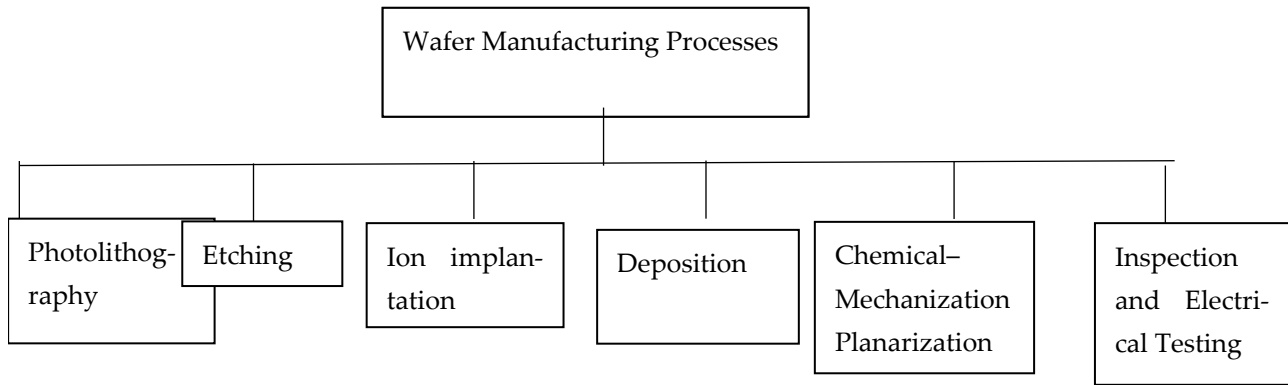 Wafer Manufacturing Processes
Photolithog-
raphy
Etching
Ion implan-
tation
Deposition
Chemical–
Mechanization
Planarization
Inspection
and Electri-
cal Testing